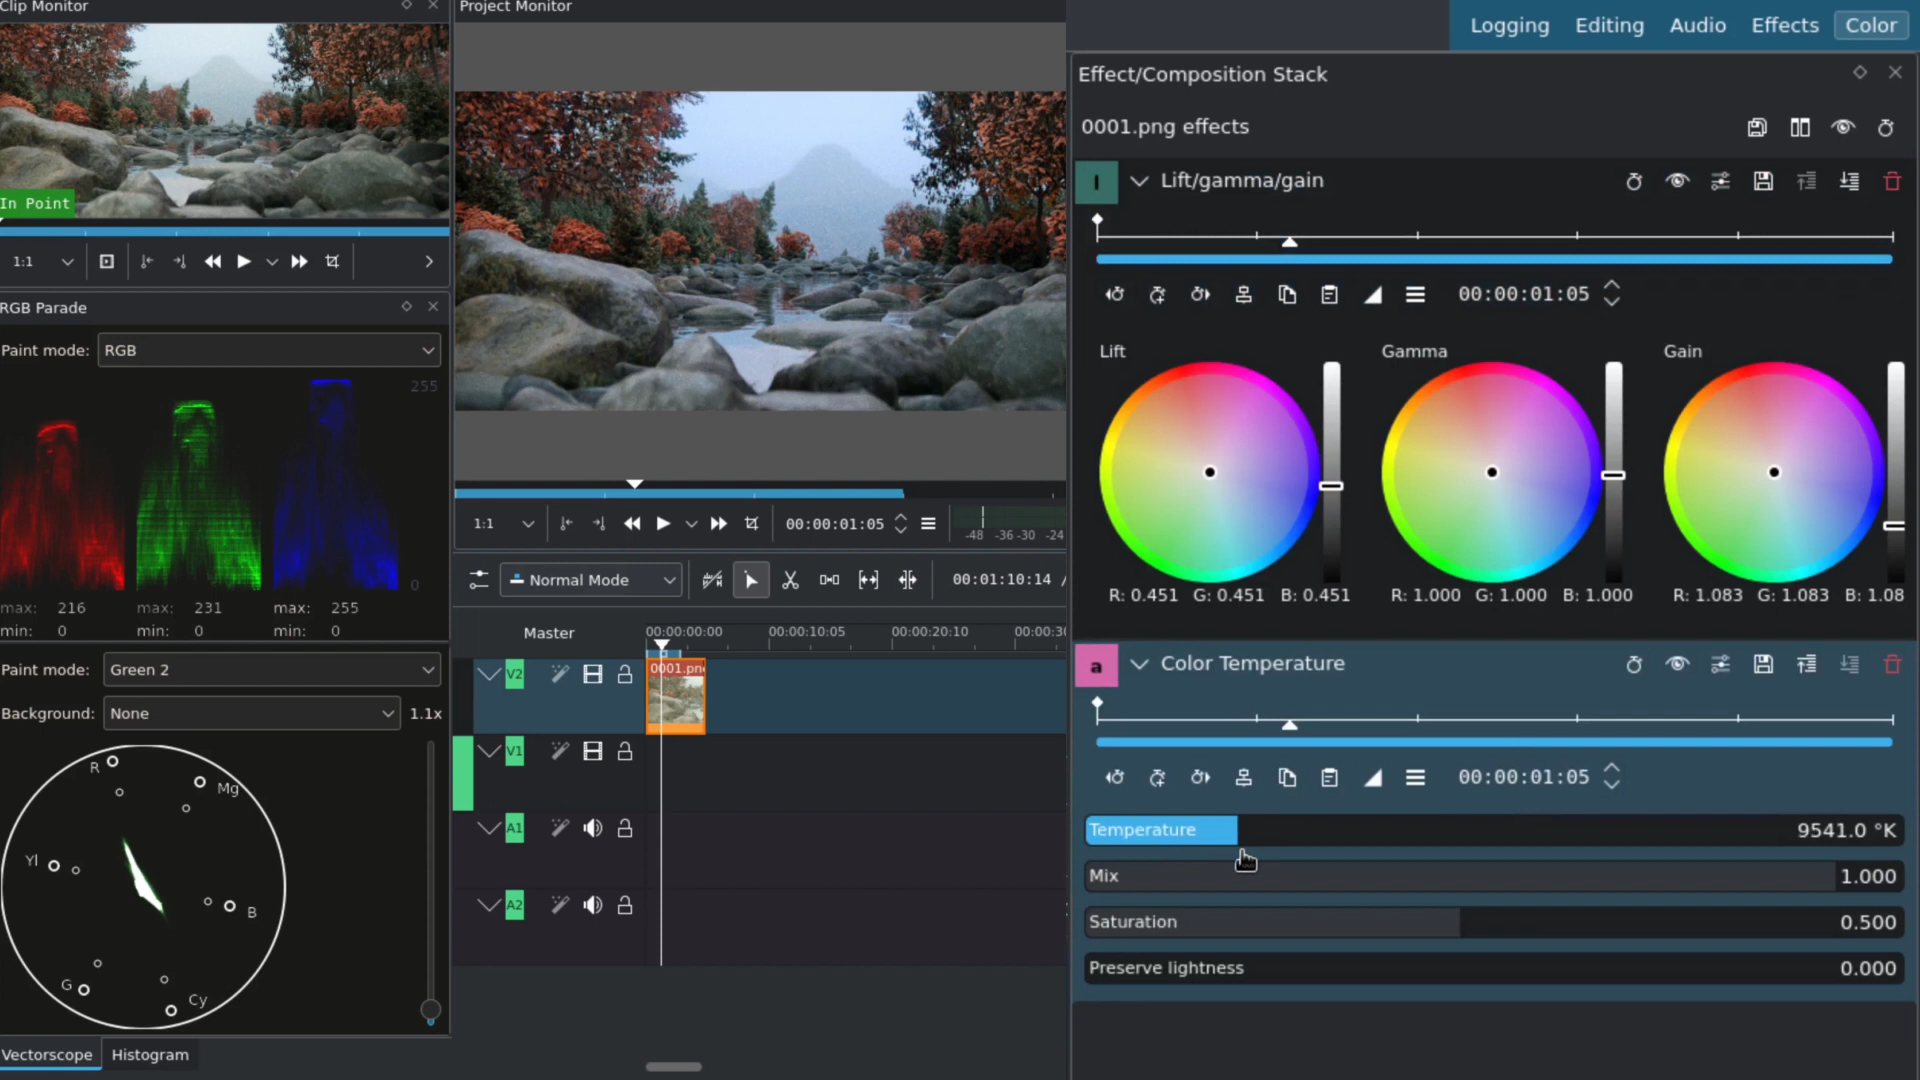 Clip Monitor
In Point
1:1
RGB Parade
Paint mode: RGB
255
0
max: 216 max: 231 max: 255
min: 0 min: 0 min: 0
Paint mode: Green 2
Background: None 1.1x
R
Mg
Yl
B
G
Cy
Vectorscope Histogram
Project Monitor
1:1 00:00:01:05
-48 -36 -30 -24
Normal Mode 00:01:10:14 /
Master 00:00:00:00 00:00:10:05 00:00:20:10 00:00:30
V2 0001.pn
V1
A1
A2
Logging Editing Audio Effects Color
Effect/Composition Stack
0001.png effects
l Lift/gamma/gain
00:00:01:05
Lift Gamma Gain
R: 0.451 G: 0.451 B: 0.451 R: 1.000 G: 1.000 B: 1.000 R: 1.083 G: 1.083 B: 1.08
a Color Temperature
00:00:01:05
Temperature 9541.0 °K
Mix 1.000
Saturation 0.500
Preserve lightness 0.000